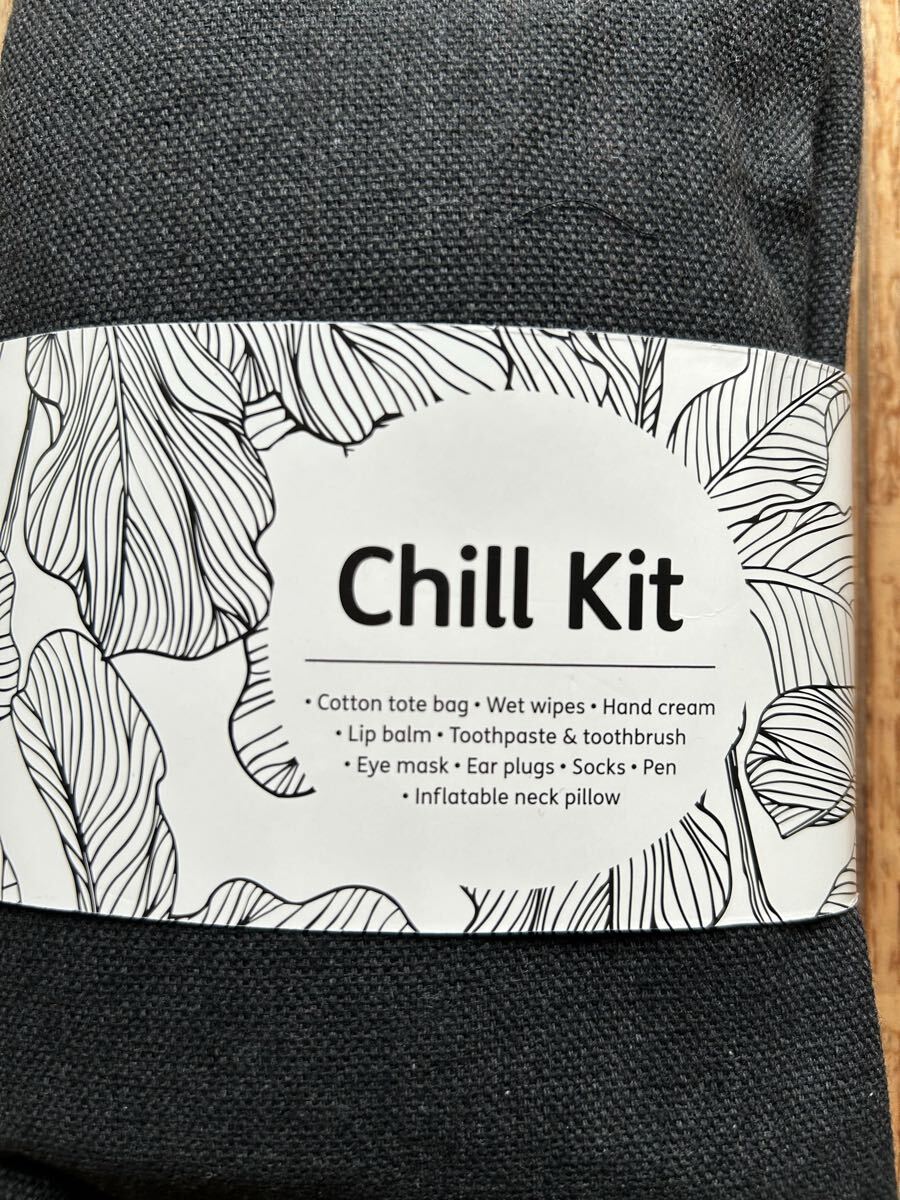 Chill Kit
• Cotton tote bag • Wet wipes • Hand cream
• Lip balm • Toothpaste & toothbrush
• Eye mask • Ear plugs • Socks • Pen
• Inflatable neck pillow